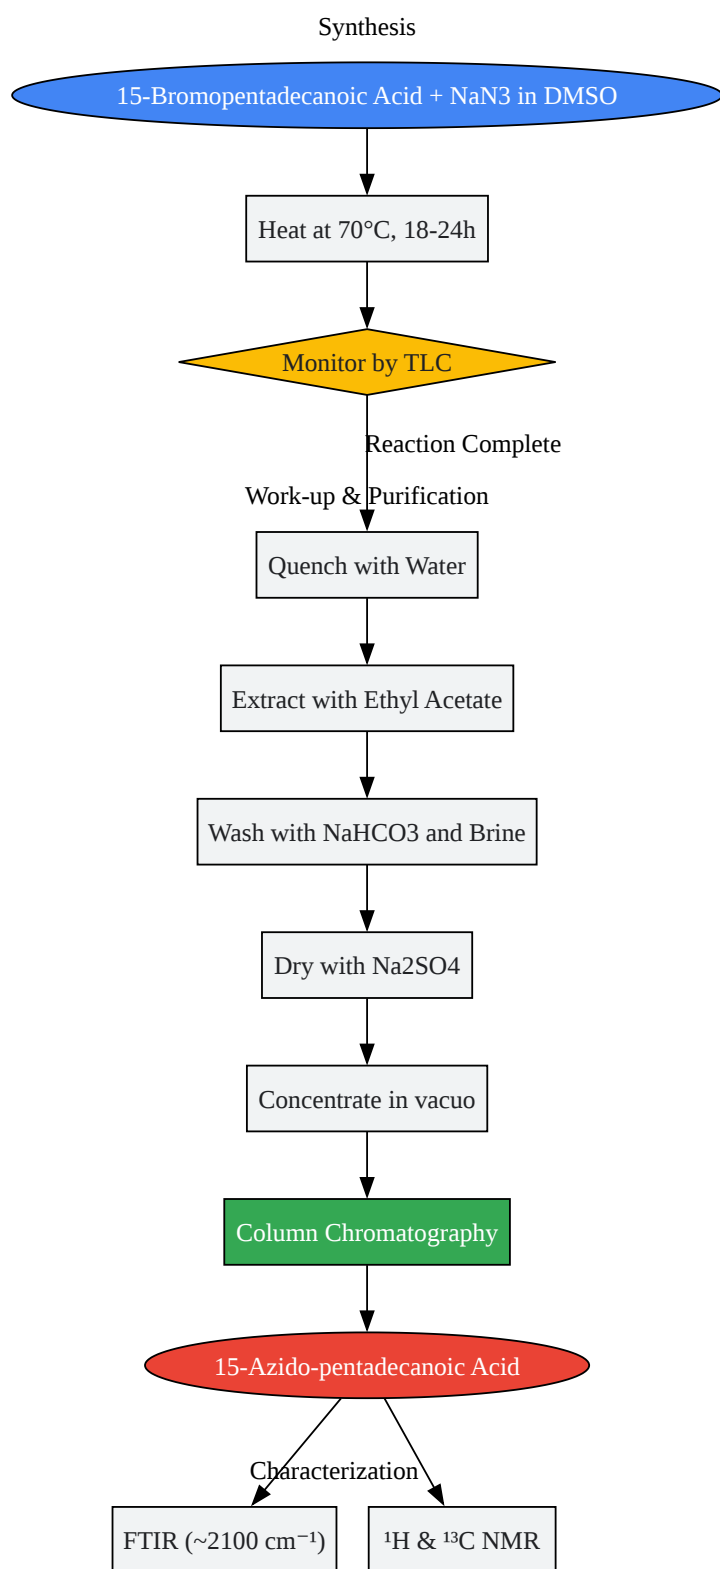 Synthesis
15-Bromopentadecanoic Acid + NaN3 in DMSO
Heat at 70°C, 18-24h
Monitor by TLC
Reaction Complete
Work-up & Purification
Quench with Water
Extract with Ethyl Acetate
Wash with NaHCO3 and Brine
Dry with Na2SO4
Concentrate in vacuo
Column Chromatography
15-Azido-pentadecanoic Acid
Characterization
FTIR (~2100 cm⁻¹)
¹H & ¹³C NMR